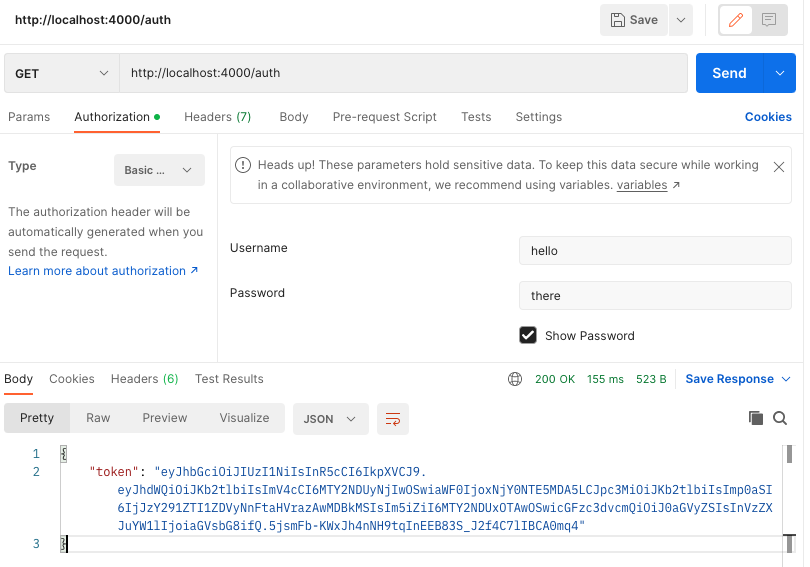 http://localhost:4000/auth
Save
GET
http://localhost:4000/auth
Send
Params
Authorization
Headers (7)
Body
Pre-request Script
Tests
Settings
Cookies
Type
Basic ...
The authorization header will be
automatically generated when you
send the request.
Learn more about authorization ↗
Heads up! These parameters hold sensitive data. To keep this data secure while working
in a collaborative environment, we recommend using variables. variables ↗
Username
hello
Password
there
Show Password
Body
Cookies
Headers (6)
Test Results
200 OK
155 ms
523 B
Save Response
Pretty
Raw
Preview
Visualize
JSON
1 {
2 "token": "eyJhbGciOiJIUzI1NiIsInR5cCI6IkpXVCJ9.
eyJhdWQiOiJKb2tlbiIsImV4cCI6MTY2NDUyNjIwOSwiaWF0IjoxNjY0NTE5MDA5LCJpc3MiOiJKb2tlbiIsImp0aSI
6IjJzY291ZTI1ZDVyNnFtaHVrazAwMDBkMSIsIm5iZiI6MTY2NDUxOTAwOSwicGFzc3dvcmQiOiJ0aGVyZSIsInVzZX
JuYW1lIjoiaGVsbG8ifQ.5jsmFb-KWxJh4nNH9tqInEEB83S_J2f4C7lIBCA0mq4"
3 }